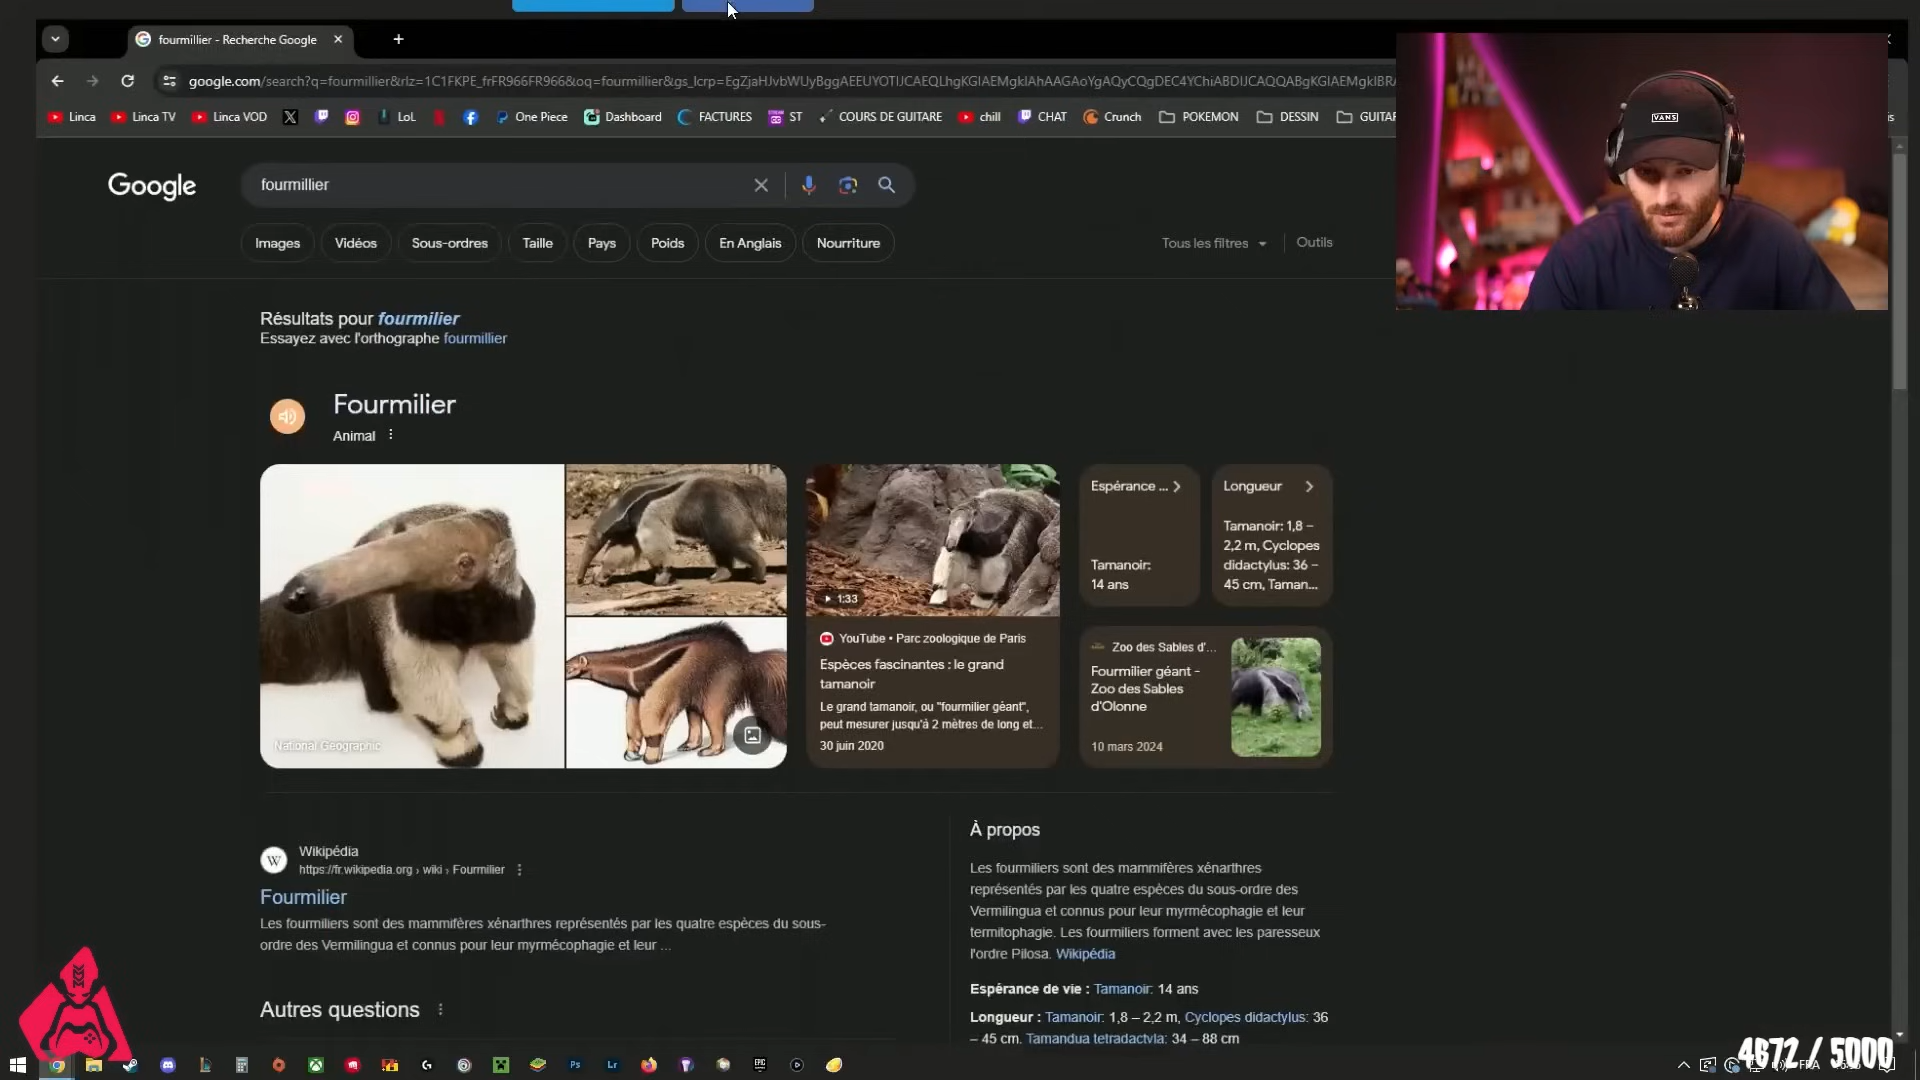 fourmillier - Recherche Google
google.com/search?q=fourmillier&rlz=1C1FKPE_frFR966FR966&oq=fourmillier&gs_lcrp=
Linca Linca TV Linca VOD LoL One Piece Dashboard FACTURES ST COURS DE GUITARE chill CHAT Crunch POKEMON DESSIN GUITAR
VANS
Google
fourmillier
Images Vidéos Sous-ordres Taille Pays Poids En Anglais Nourriture
Tous les filtres Outils
Résultats pour fourmilier
Essayez avec l'orthographe fourmillier
Fourmilier
Animal
National Geographic
1:33
YouTube • Parc zoologique de Paris
Espèces fascinantes : le grand
tamanoir
Le grand tamanoir, ou "fourmilier géant",
peut mesurer jusqu'à 2 mètres de long et...
30 juin 2020
Espérance ...
Tamanoir:
14 ans
Longueur
Tamanoir: 1,8 –
2,2 m, Cyclopes
didactylus: 36 –
45 cm, Taman...
Zoo des Sables d'...
Fourmilier géant -
Zoo des Sables
d'Olonne
10 mars 2024
W
Wikipédia
https://fr.wikipedia.org › wiki › Fourmilier
Fourmilier
Les fourmiliers sont des mammifères xénarthres représentés par les quatre espèces du sous-
ordre des Vermilingua et connus pour leur myrmécophagie et leur ...
Autres questions
À propos
Les fourmiliers sont des mammifères xénarthres
représentés par les quatre espèces du sous-ordre des
Vermilingua et connus pour leur myrmécophagie et leur
termitophagie. Les fourmiliers forment avec les paresseux
l'ordre Pilosa. Wikipédia
Espérance de vie : Tamanoir: 14 ans
Longueur : Tamanoir: 1,8 – 2,2 m, Cyclopes didactylus: 36
– 45 cm, Tamandua tetradactyla: 34 – 88 cm
Ps Lr EPIC
FRA
4672 / 5000